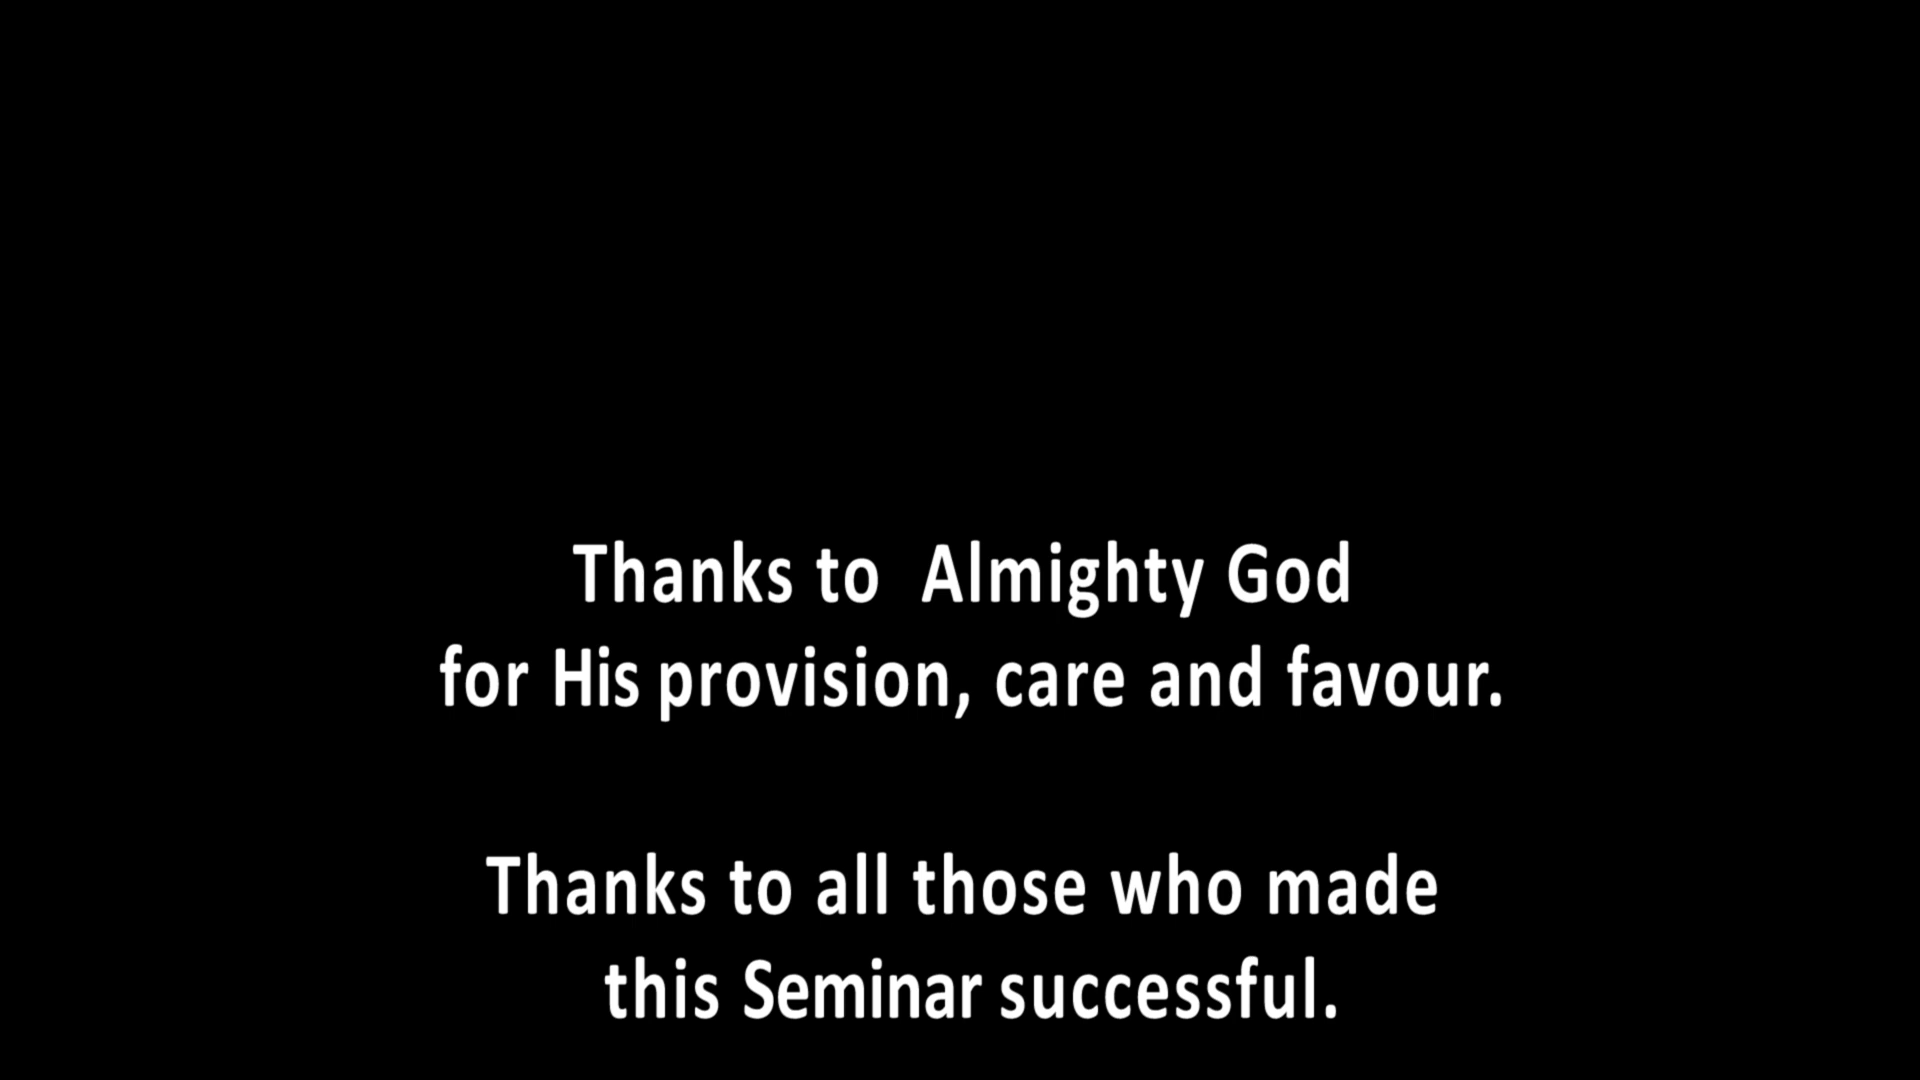 Thanks to  Almighty God
for His provision, care and favour.
Thanks to all those who made
this Seminar successful.